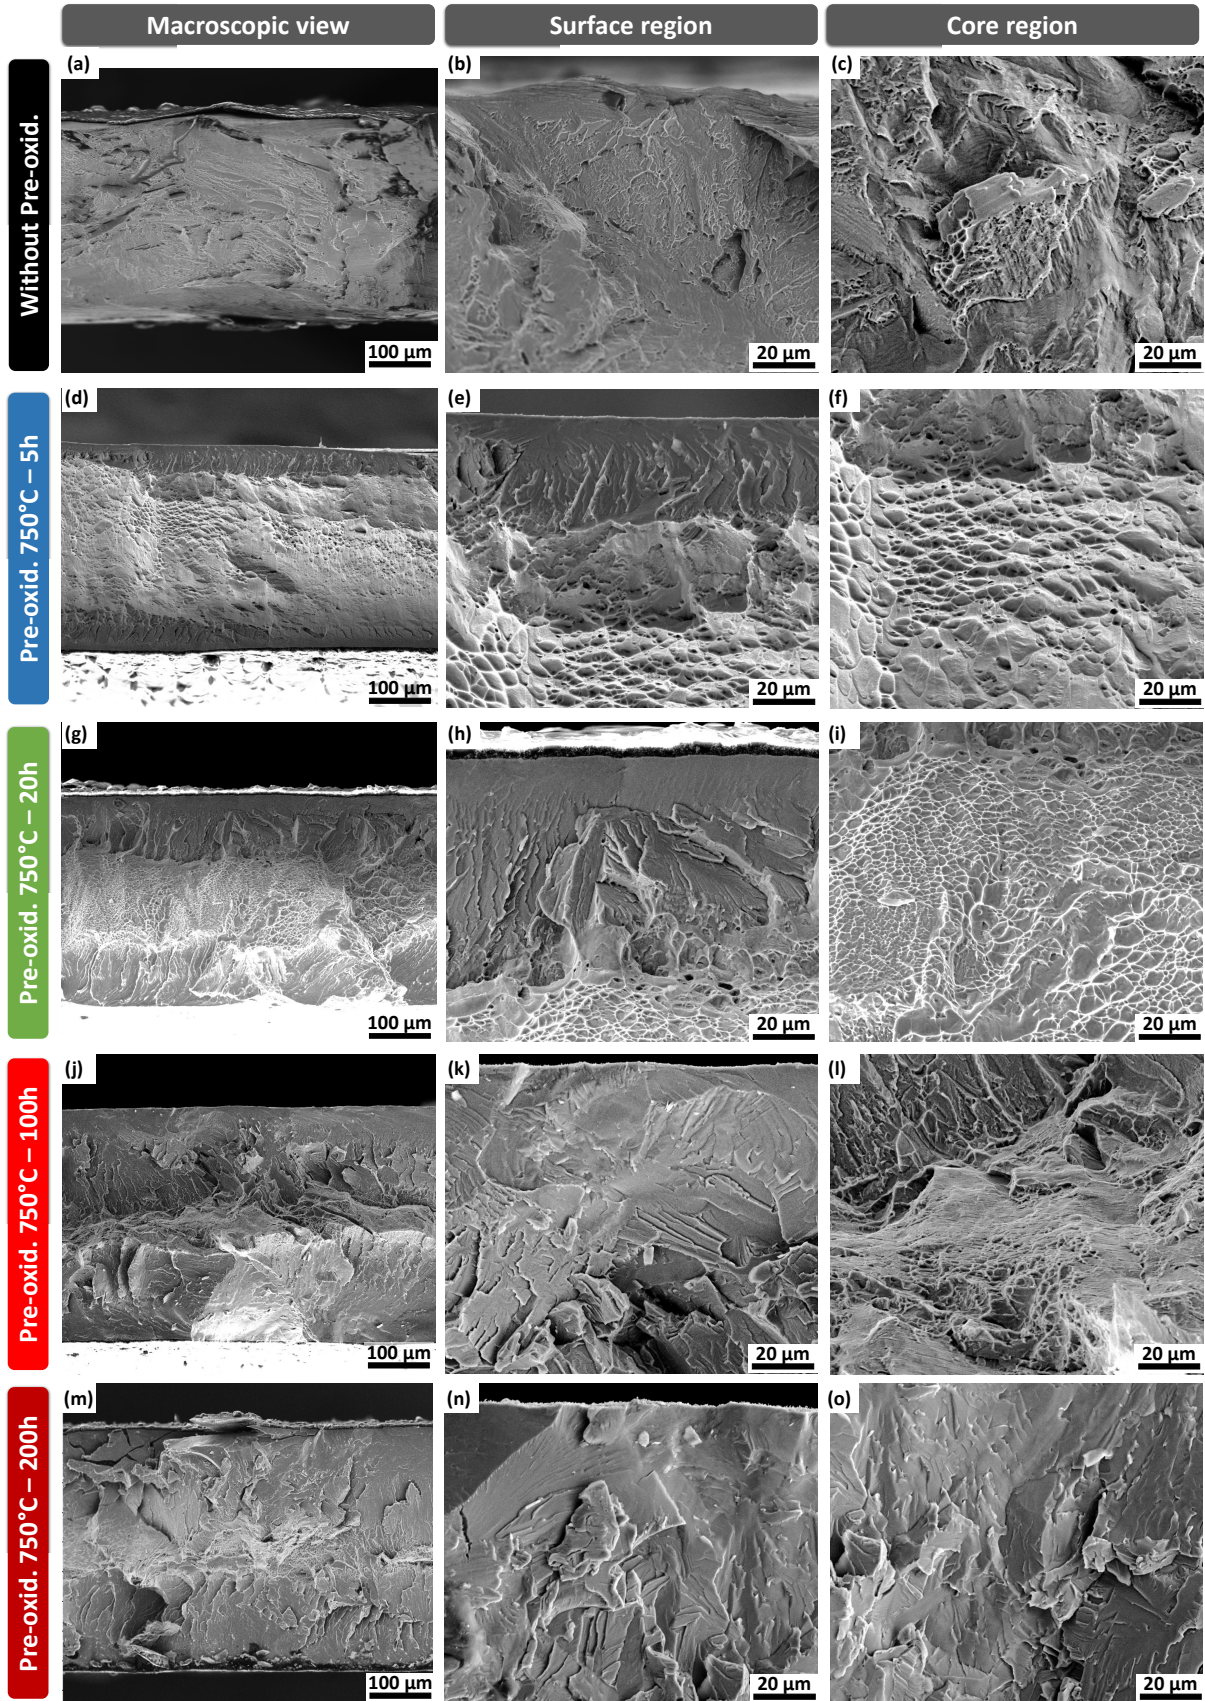 Macroscopic view
Surface region
Core region
Without Pre-oxid.
(a)
100 µm
(b)
20 µm
(c)
20 µm
Pre-oxid. 750°C – 5h
(d)
100 µm
(e)
20 µm
(f)
20 µm
Pre-oxid. 750°C – 20h
(g)
100 µm
(h)
20 µm
(i)
20 µm
Pre-oxid. 750°C – 100h
(j)
100 µm
(k)
20 µm
(l)
20 µm
Pre-oxid. 750°C – 200h
(m)
100 µm
(n)
20 µm
(o)
20 µm